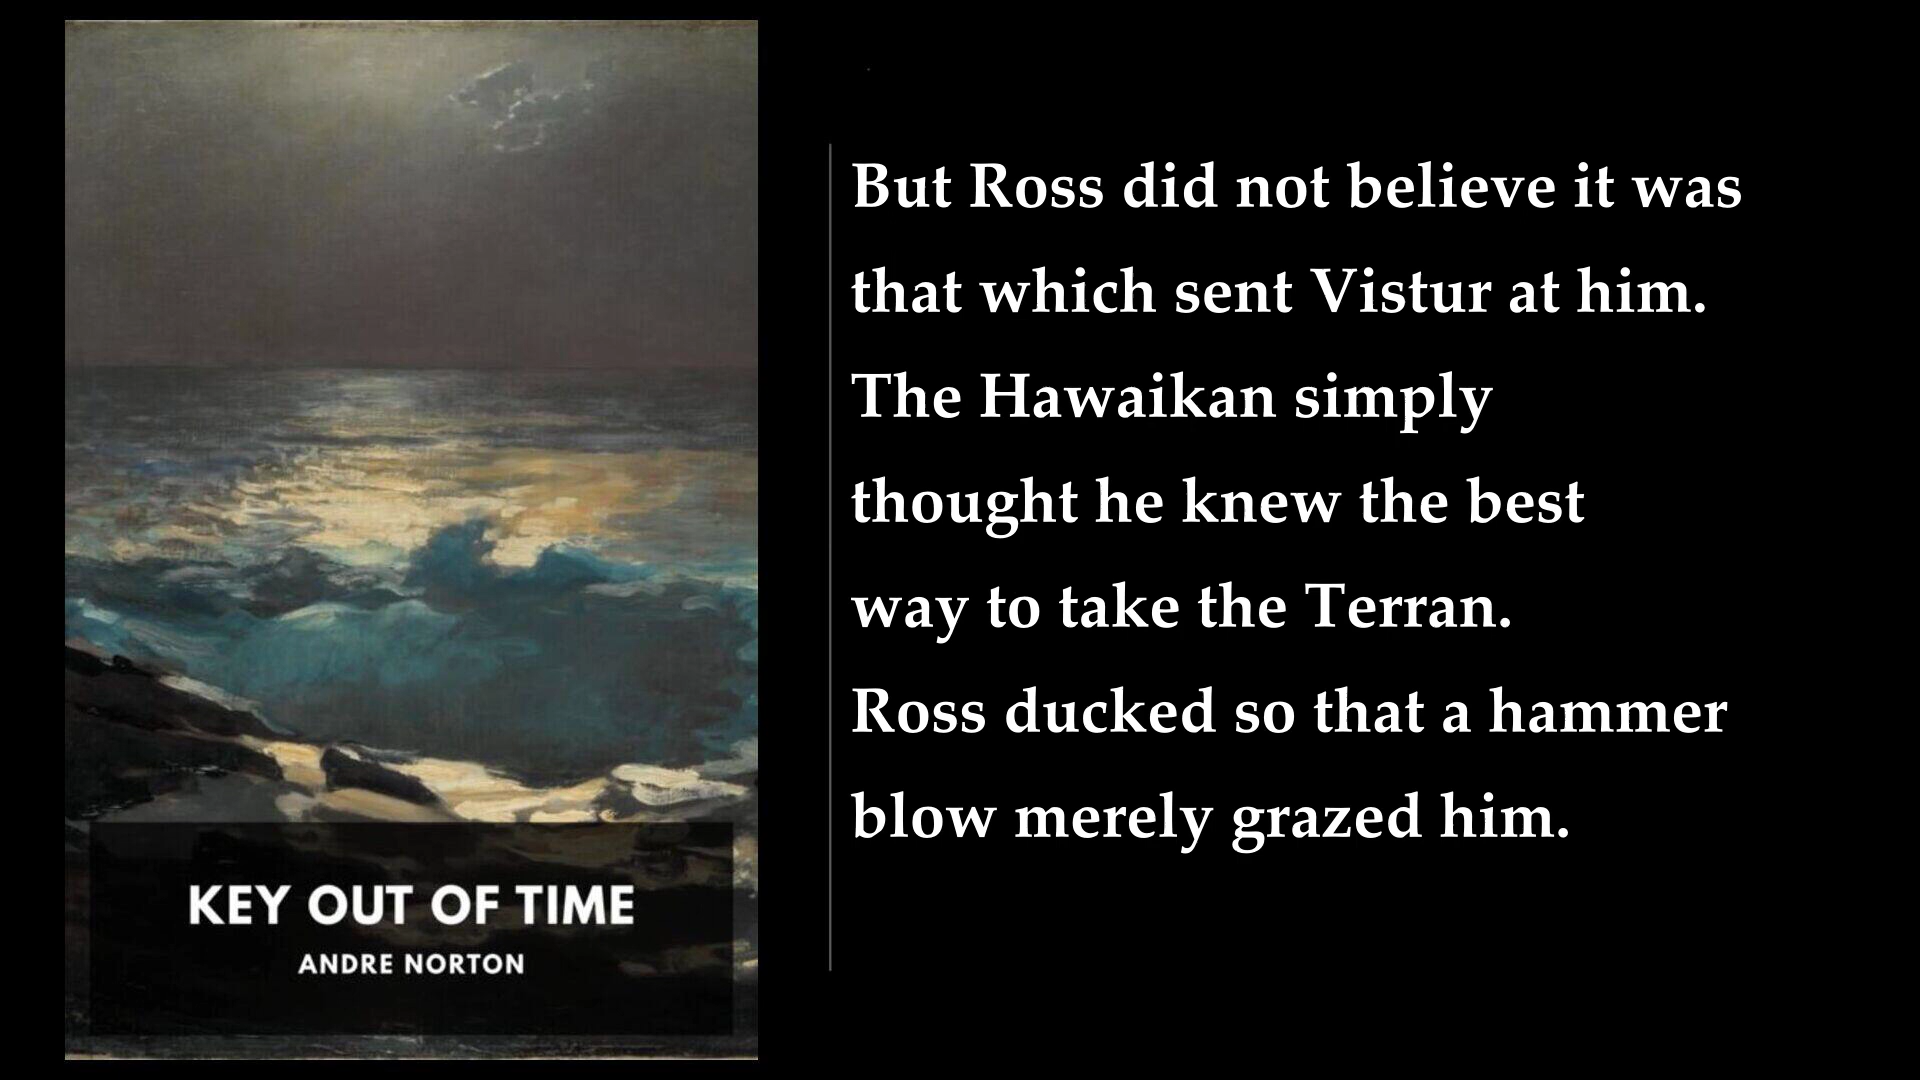 KEY OUT OF TIME
ANDRE NORTON
But Ross did not believe it was
that which sent Vistur at him.
The Hawaikan simply
thought he knew the best
way to take the Terran.
Ross ducked so that a hammer
blow merely grazed him.